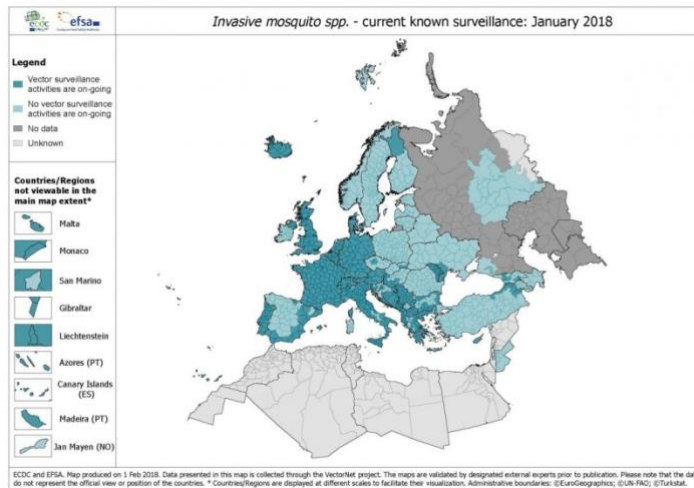 ecdc
efsa
Invasive mosquito spp. - current known surveillance: January 2018
Legend
Vector surveillance
activities are on-going
No vector surveillance
activities are on-going
No data
Unknown
Countries/Regions
not viewable in the
main map extent*
Malta
Monaco
San Marino
Gibraltar
Liechtenstein
Azores (PT)
Canary Islands
(ES)
Madeira (PT)
Jan Mayen (NO)
ECDC and EFSA. Map produced on 1 Feb 2018. Data presented in this map is collected through the VectorNet project. The maps are validated by designated external experts prior to publication. Please note that the dat
do not represent the official view or position of the countries. * Countries/Regions are displayed at different scales to facilitate their visualization. Administrative boundaries: ©EuroGeographics; ©UN-FAO; ©Turkstat.